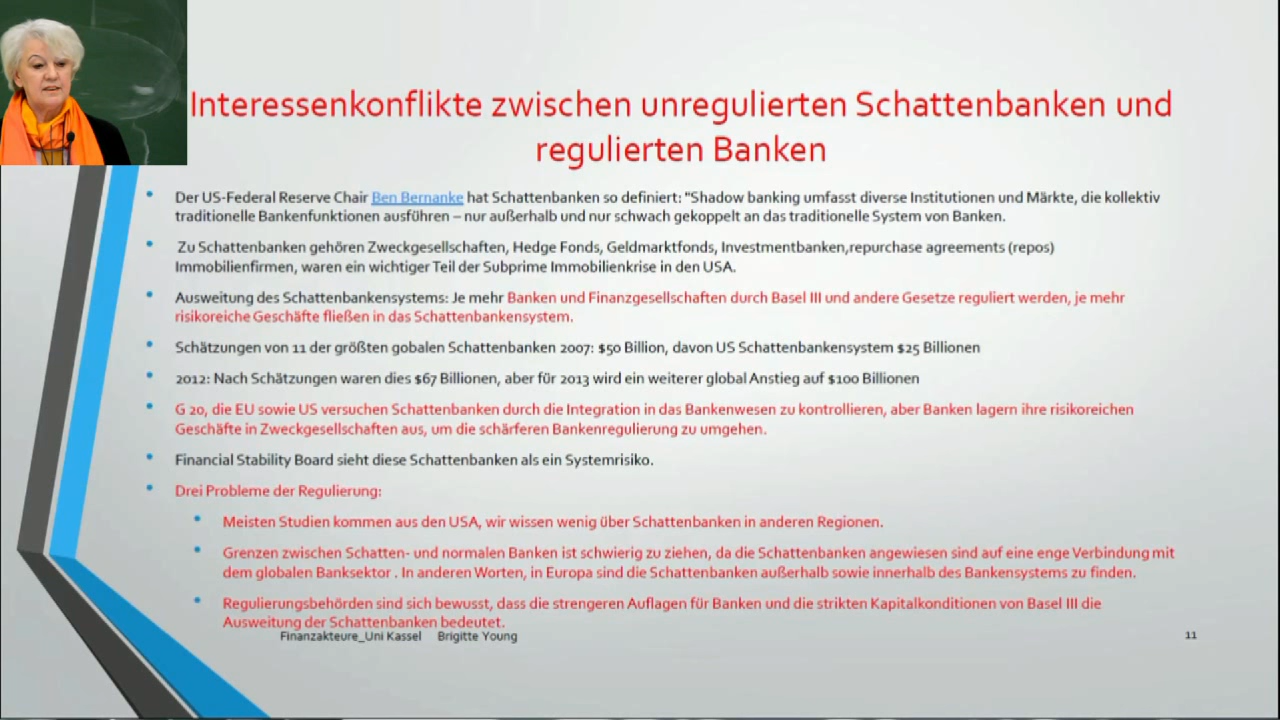 Interessenkonflikte zwischen unregulierten Schattenbanken und
regulierten Banken
Der US-Federal Reserve Chair Ben Bernanke hat Schattenbanken so definiert: "Shadow banking umfasst diverse Institutionen und Märkte, die kollektiv
traditionelle Bankenfunktionen ausführen – nur außerhalb und nur schwach gekoppelt an das traditionelle System von Banken.
Zu Schattenbanken gehören Zweckgesellschaften, Hedge Fonds, Geldmarktfonds, Investmentbanken,repurchase agreements (repos)
Immobilienfirmen, waren ein wichtiger Teil der Subprime Immobilienkrise in den USA.
Ausweitung des Schattenbankensystems: Je mehr Banken und Finanzgesellschaften durch Basel III und andere Gesetze reguliert werden, je mehr
risikoreiche Geschäfte fließen in das Schattenbankensystem.
Schätzungen von 11 der größten gobalen Schattenbanken 2007: $50 Billion, davon US Schattenbankensystem $25 Billionen
2012: Nach Schätzungen waren dies $67 Billionen, aber für 2013 wird ein weiterer global Anstieg auf $100 Billionen
G 20, die EU sowie US versuchen Schattenbanken durch die Integration in das Bankenwesen zu kontrollieren, aber Banken lagern ihre risikoreichen
Geschäfte in Zweckgesellschaften aus, um die schärferen Bankenregulierung zu umgehen.
Financial Stability Board sieht diese Schattenbanken als ein Systemrisiko.
Drei Probleme der Regulierung:
Meisten Studien kommen aus den USA, wir wissen wenig über Schattenbanken in anderen Regionen.
Grenzen zwischen Schatten- und normalen Banken ist schwierig zu ziehen, da die Schattenbanken angewiesen sind auf eine enge Verbindung mit
dem globalen Banksektor . In anderen Worten, in Europa sind die Schattenbanken außerhalb sowie innerhalb des Bankensystems zu finden.
Regulierungsbehörden sind sich bewusst, dass die strengeren Auflagen für Banken und die strikten Kapitalkonditionen von Basel III die
Ausweitung der Schattenbanken bedeutet.
Finanzakteure_Uni Kassel Brigitte Young 11